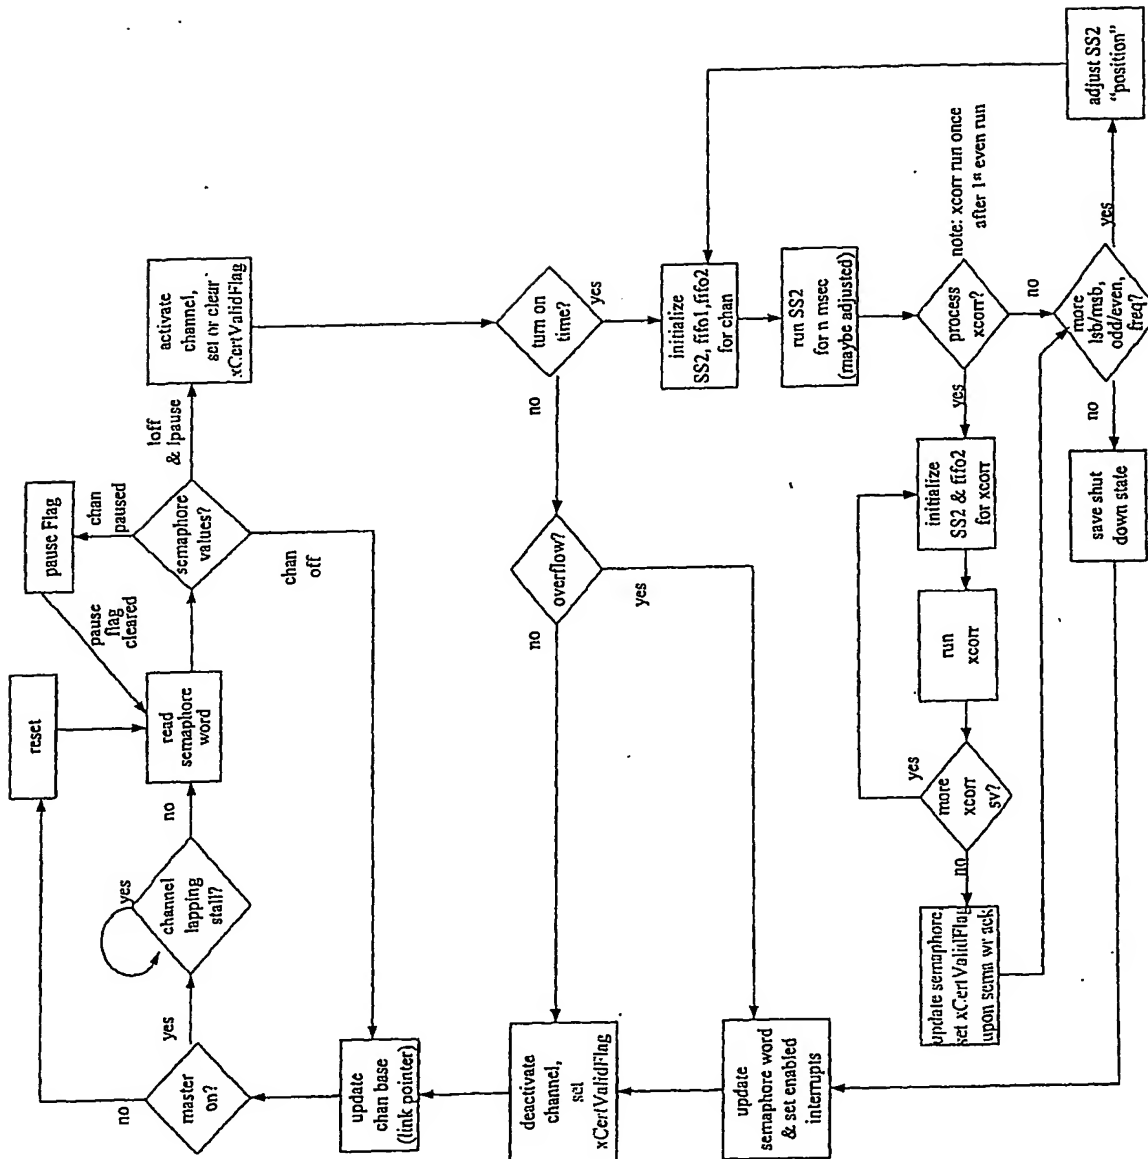 reset
pause Flag
pause
flag
cleared
chan
paused
read
semaphore
word
semaphore
values?
!off
& !pause
activate
channel,
set or clear
xCertValidFlag
chan
off
no
yes
channel
lapping
stall?
yes
master
on?
no
update
chan base
(link pointer)
turn on
time?
no
yes
overflow?
no
yes
deactivate
channel,
set
xCertValidFlag
update
semaphore word
& set enabled
interrupts
initialize
SS2, fifo1,fifo2
for chan
run SS2
for n msec
(maybe adjusted)
process
xcorr?
note: xcorr run once
after 1st even run
yes
no
initialize
SS2 & fifo2
for xcorr
run
xcorr
more
xcorr
sv?
yes
no
update semaphore,
set xCertValidFlag
upon sema wr ack
more
lsb/msb,
odd/even,
freq?
yes
no
adjust SS2
"position"
save shut
down state